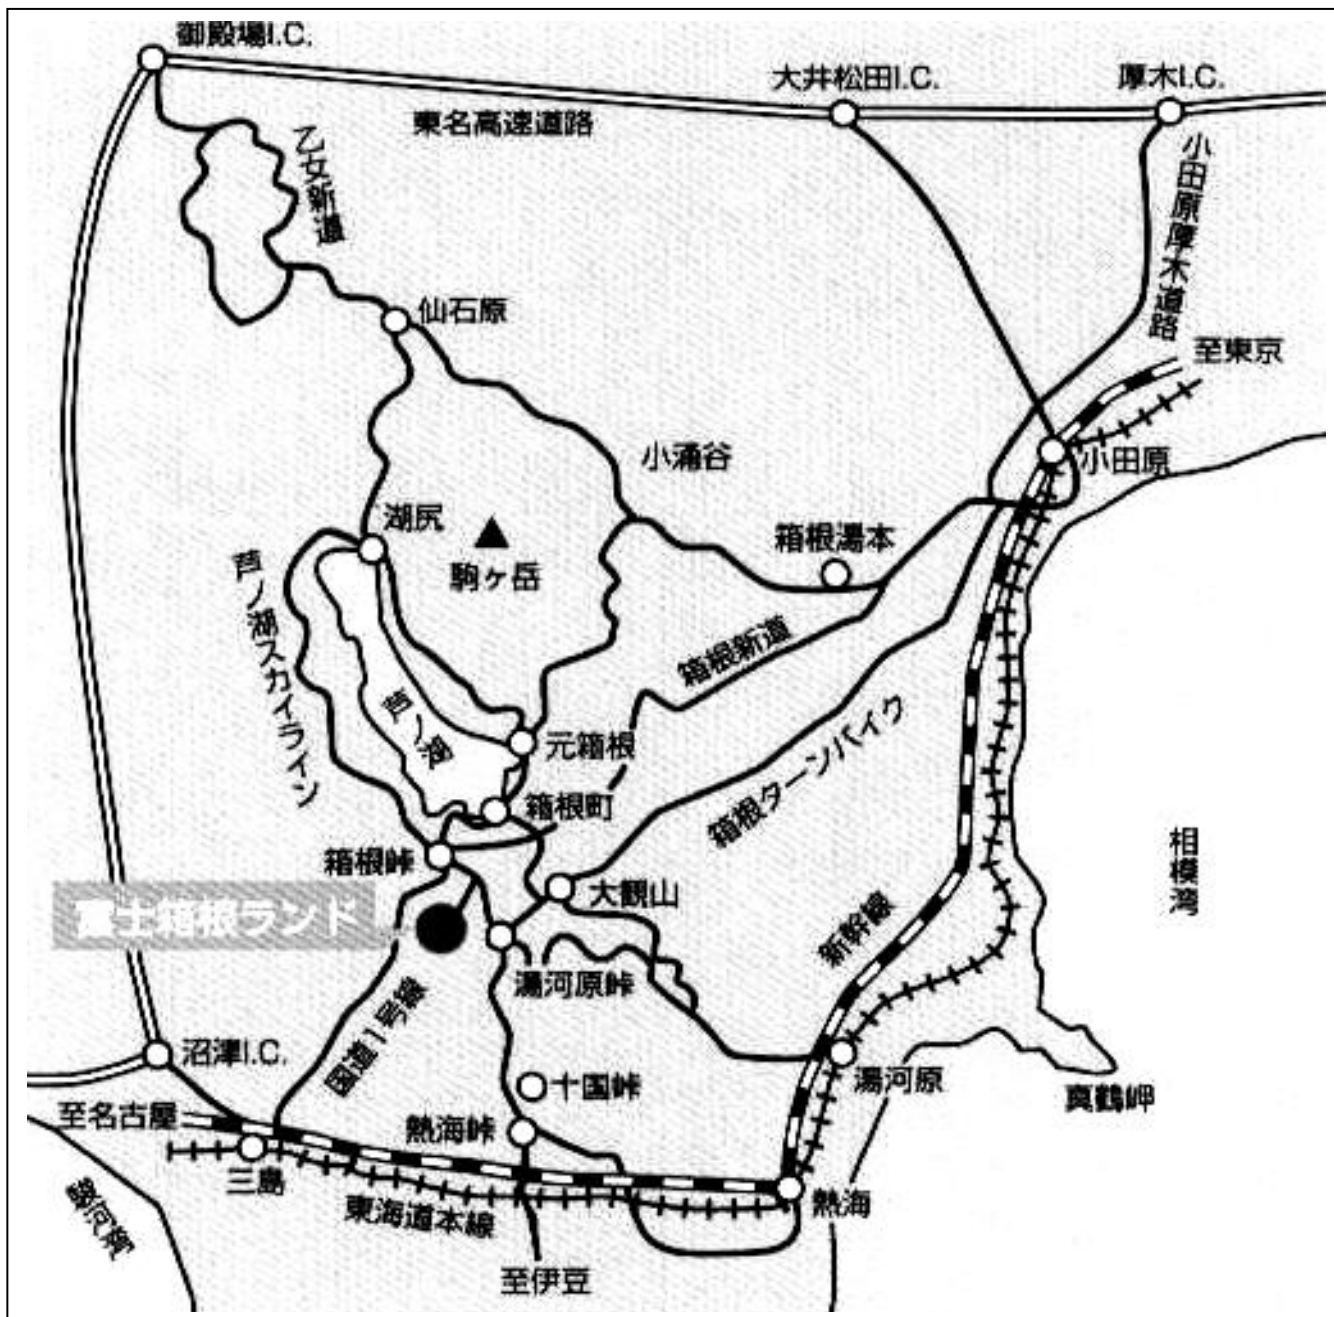 御殿場I.C.
大井松田I.C.
厚木I.C.
東名高速道路
乙女新道
小田原厚木道路
仙石原
至東京
小涌谷
小田原
湖尻
箱根湯本
駒ヶ岳
芦ノ湖スカイライン
箱根新道
芦ノ湖
元箱根
箱根ターンパイク
箱根町
箱根峠
大観山
相模湾
富士箱根ランド
新幹線
湯河原峠
国道1号線
沼津I.C.
湯河原
十国峠
真鶴岬
至名古屋
熱海峠
三島
熱海
東海道本線
駿河湾
至伊豆